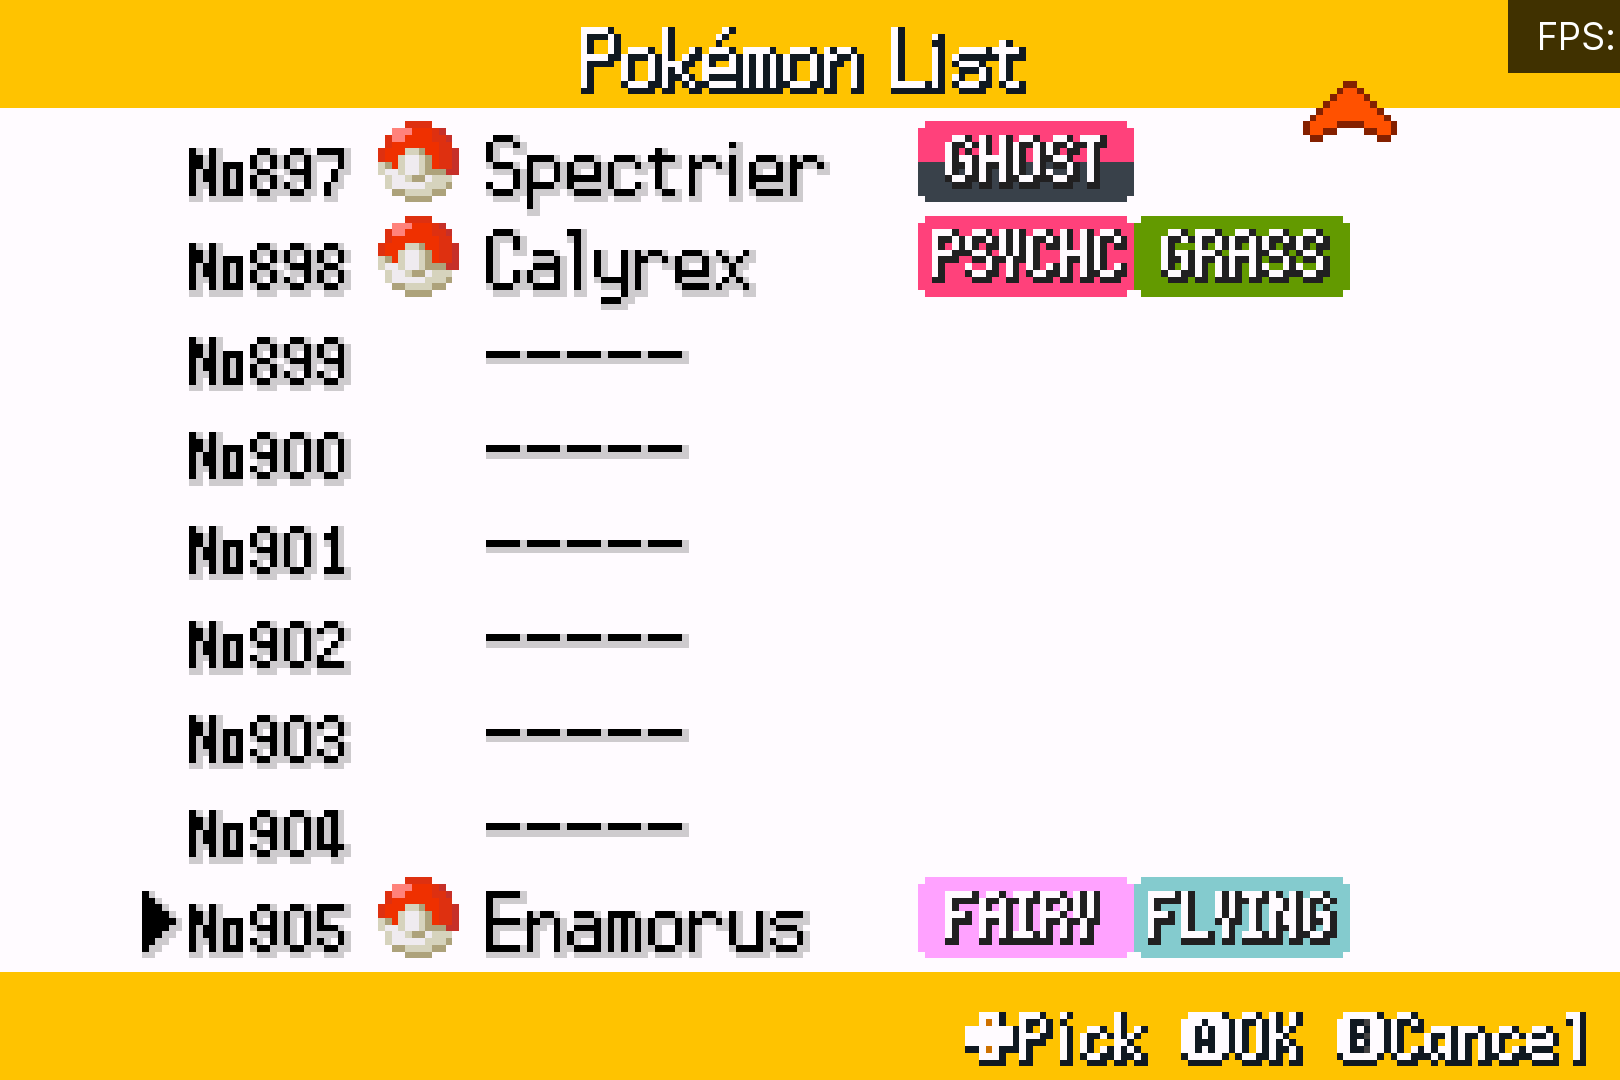 Pokémon List
FPS:
No897 Spectrier GHOST
No898 Calyrex PSYCHC GRASS
No899 -----
No900 -----
No901 -----
No902 -----
No903 -----
No904 -----
No905 Enamorus FAIRY FLYING
Pick A OK B Cancel